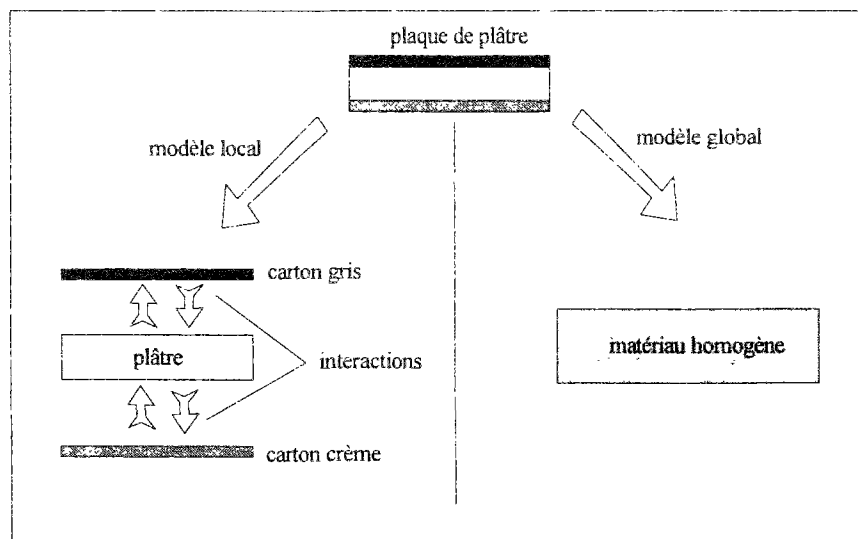 plaque de plâtre
modèle local
modèle global
carton gris
plâtre
interactions
matériau homogène
carton crème